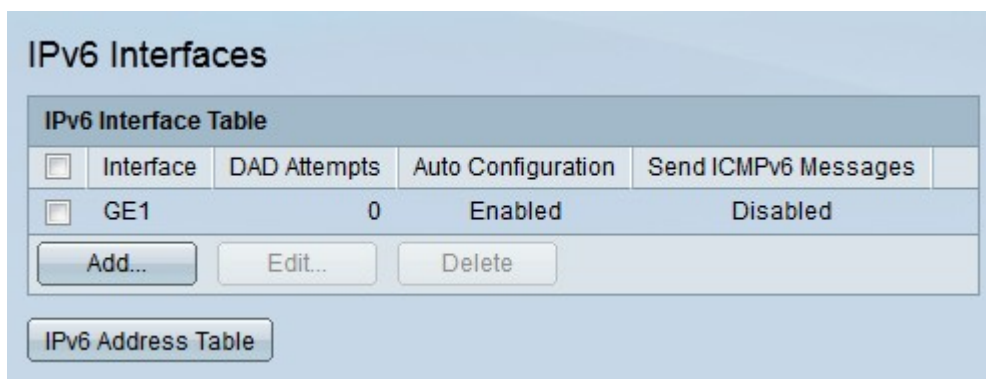 IPv6 Interfaces
IPv6 Interface Table
Interface DAD Attempts Auto Configuration Send ICMPv6 Messages
GE1 0 Enabled Disabled
Add... Edit... Delete
IPv6 Address Table